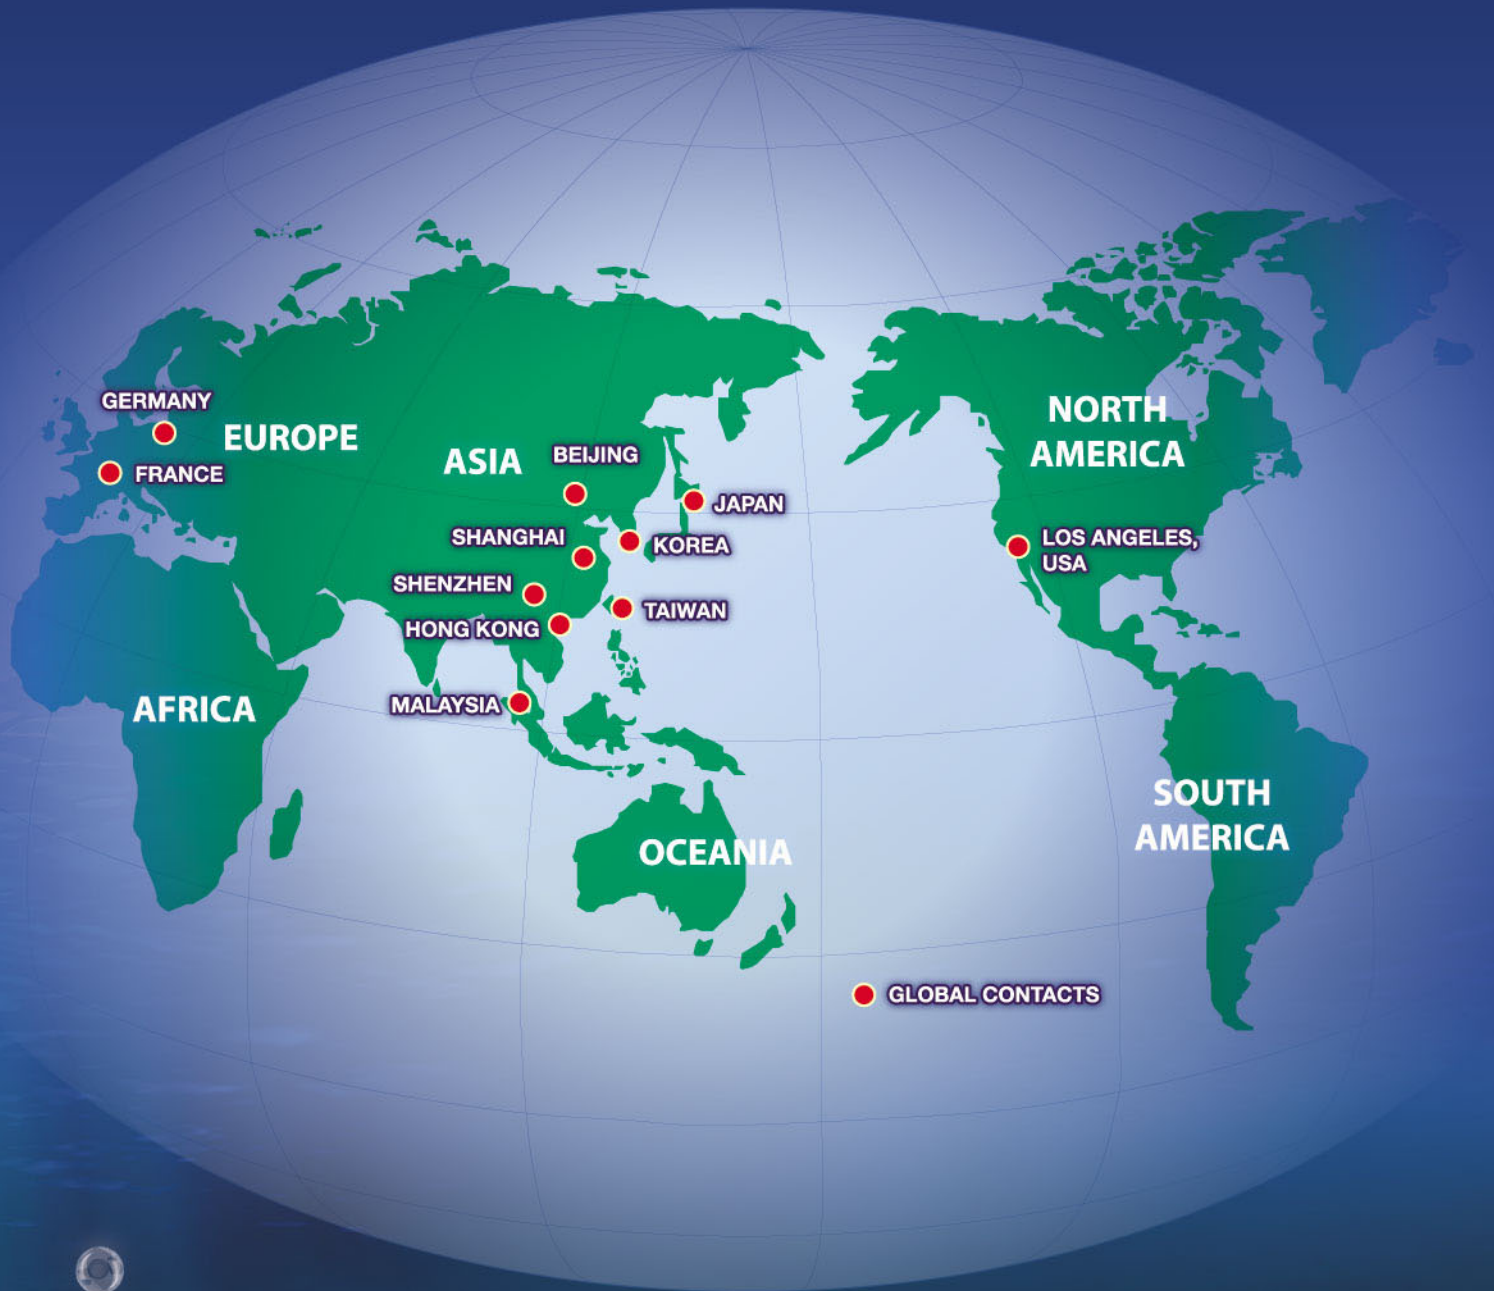 GERMANY
EUROPE
FRANCE
ASIA
BEIJING
JAPAN
SHANGHAI
KOREA
SHENZHEN
TAIWAN
HONG KONG
MALAYSIA
AFRICA
OCEANIA
NORTH
AMERICA
LOS ANGELES,
USA
SOUTH
AMERICA
GLOBAL CONTACTS